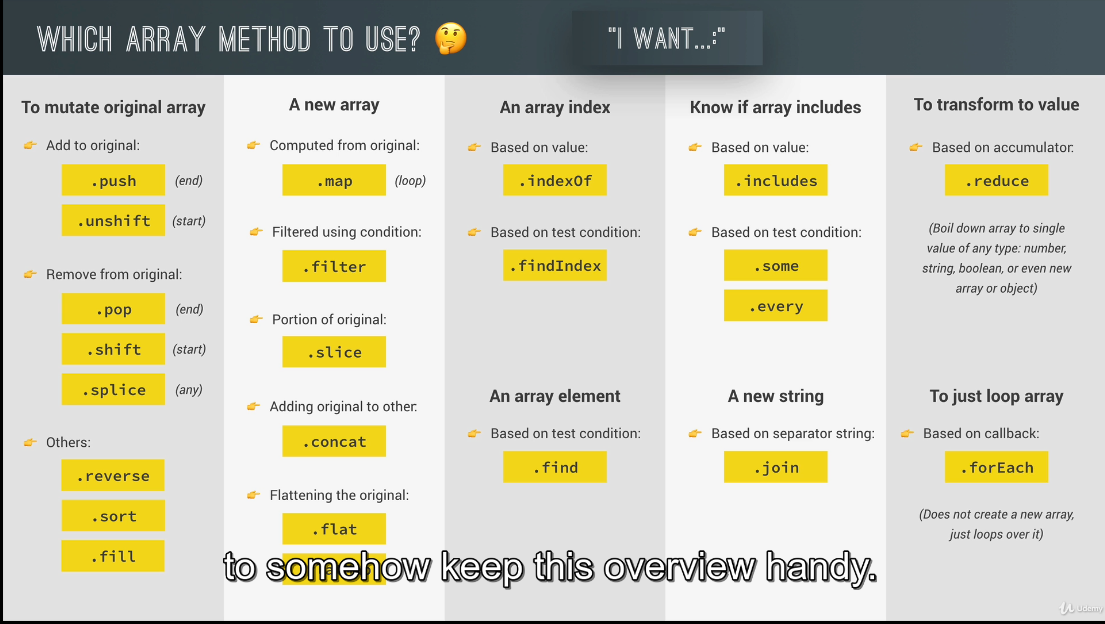 WHICH ARRAY METHOD TO USE? 🤔
"I WANT...:"
To mutate original array
👉 Add to original:
.push (end)
.unshift (start)
👉 Remove from original:
.pop (end)
.shift (start)
.splice (any)
👉 Others:
.reverse
.sort
.fill
A new array
👉 Computed from original:
.map (loop)
👉 Filtered using condition:
.filter
👉 Portion of original:
.slice
👉 Adding original to other:
.concat
👉 Flattening the original:
.flat
An array index
👉 Based on value:
.indexOf
👉 Based on test condition:
.findIndex
An array element
👉 Based on test condition:
.find
Know if array includes
👉 Based on value:
.includes
👉 Based on test condition:
.some
.every
A new string
👉 Based on separator string:
.join
To transform to value
👉 Based on accumulator:
.reduce
(Boil down array to single
value of any type: number,
string, boolean, or even new
array or object)
To just loop array
👉 Based on callback:
.forEach
(Does not create a new array,
just loops over it)
to somehow keep this overview handy.
Udemy